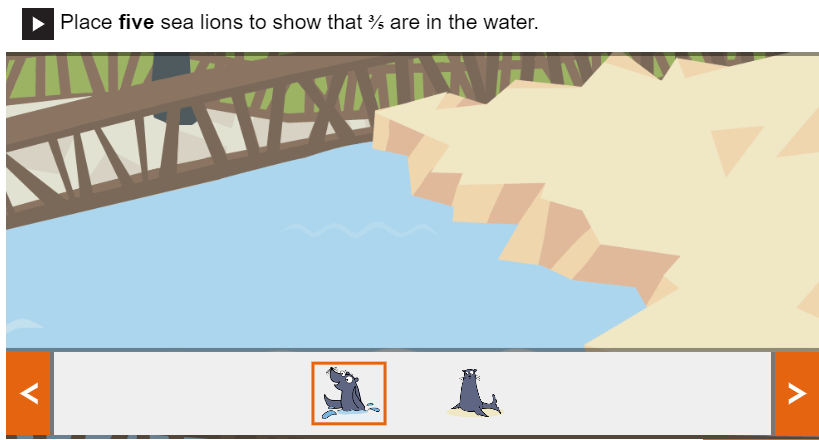 Place five sea lions to show that ⅗ are in the water.
<
>